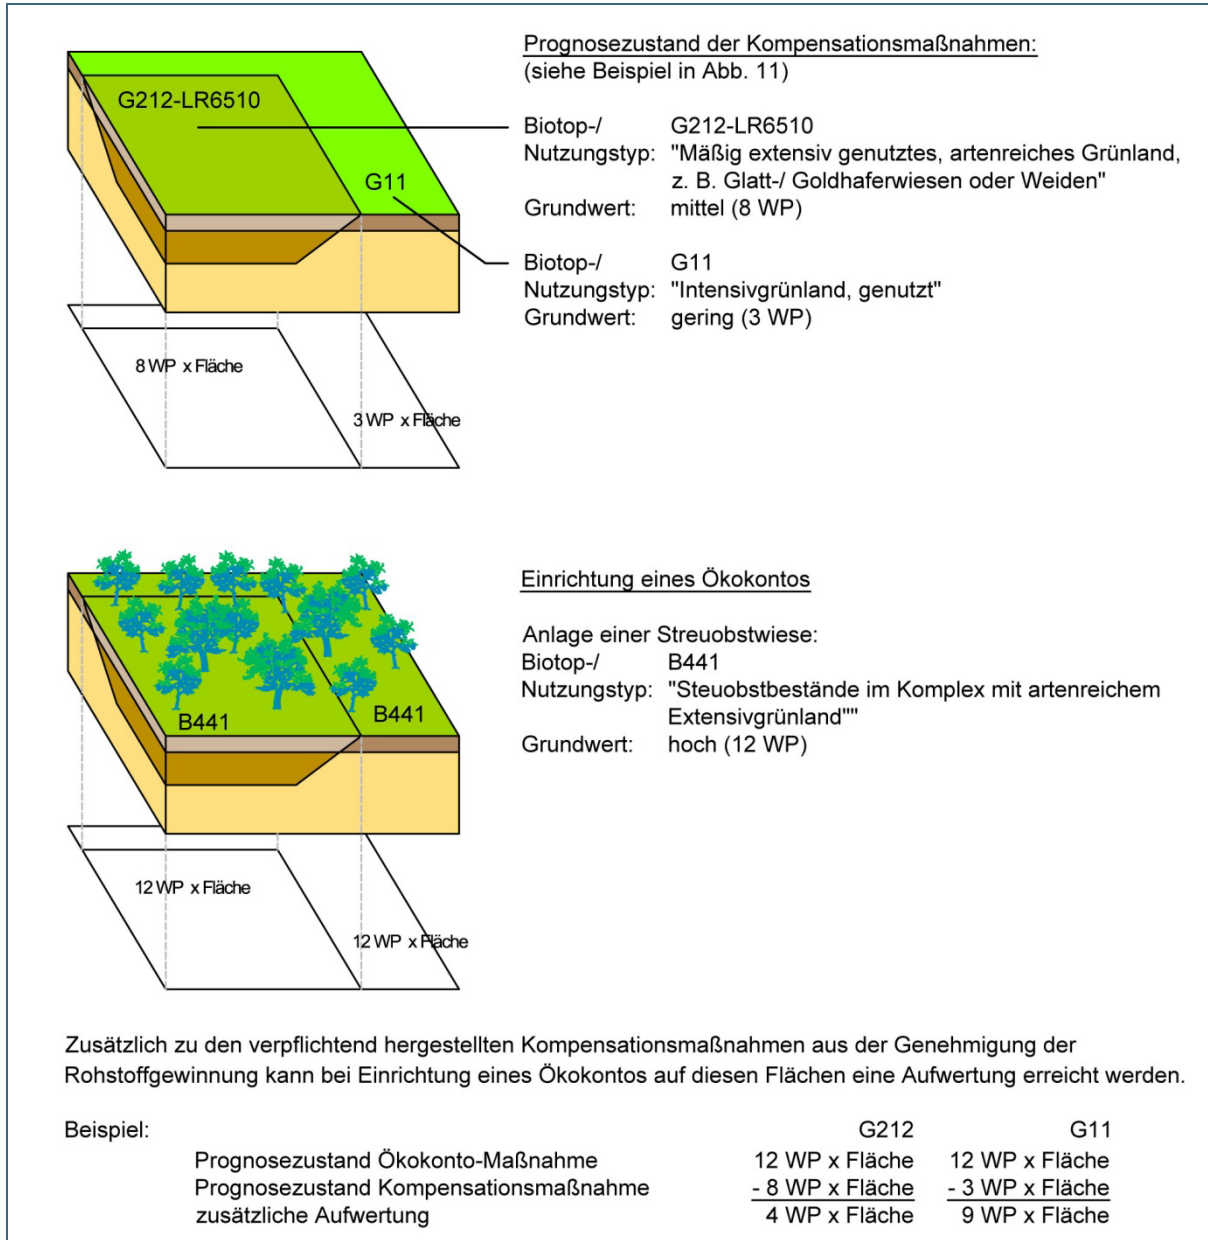 Prognosezustand der Kompensationsmaßnahmen:
(siehe Beispiel in Abb. 11)
G212-LR6510
G11
Biotop-/ G212-LR6510
Nutzungstyp: "Mäßig extensiv genutztes, artenreiches Grünland,
z. B. Glatt-/ Goldhaferwiesen oder Weiden"
Grundwert: mittel (8 WP)
Biotop-/ G11
Nutzungstyp: "Intensivgrünland, genutzt"
Grundwert: gering (3 WP)
8 WP x Fläche
3 WP x Fläche
Einrichtung eines Ökokontos
Anlage einer Streuobstwiese:
Biotop-/ B441
Nutzungstyp: "Steuobstbestände im Komplex mit artenreichem
Extensivgrünland""
Grundwert: hoch (12 WP)
B441
B441
12 WP x Fläche
12 WP x Fläche
Zusätzlich zu den verpflichtend hergestellten Kompensationsmaßnahmen aus der Genehmigung der
Rohstoffgewinnung kann bei Einrichtung eines Ökokontos auf diesen Flächen eine Aufwertung erreicht werden.
Beispiel: G212 G11
Prognosezustand Ökokonto-Maßnahme 12 WP x Fläche 12 WP x Fläche
Prognosezustand Kompensationsmaßnahme - 8 WP x Fläche - 3 WP x Fläche
zusätzliche Aufwertung 4 WP x Fläche 9 WP x Fläche